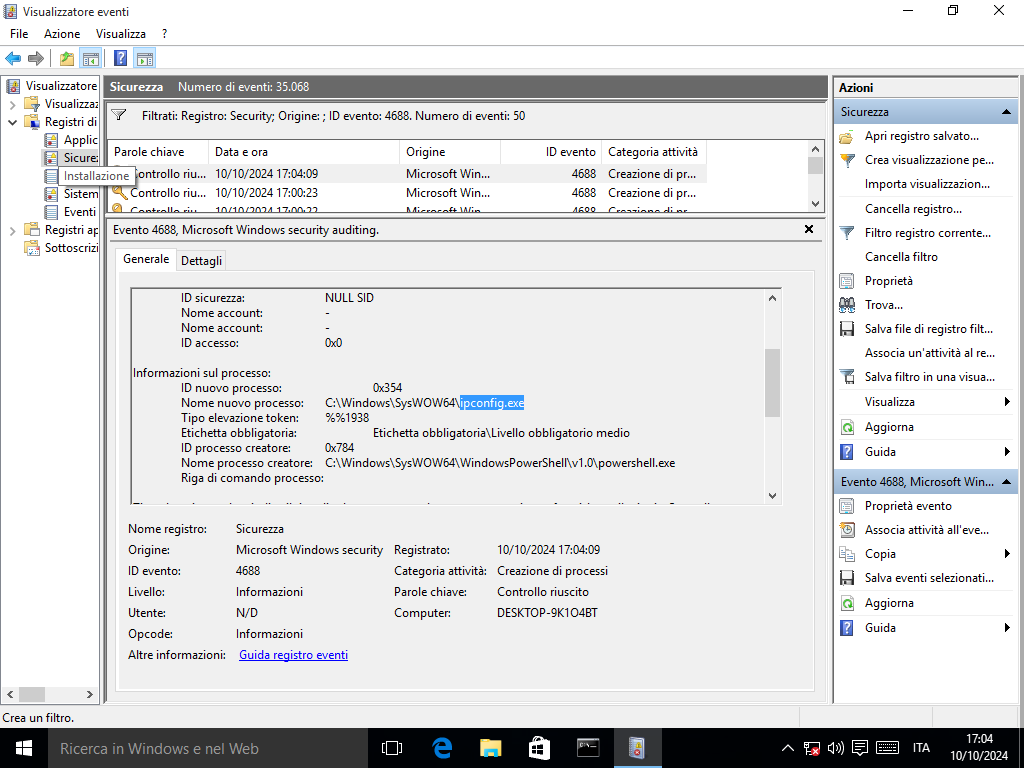 Visualizzatore eventi
File Azione Visualizza ?
Visualizzatore
Visualizza
Registri di
Applic
Sicurez
Installazione
Sistem
Eventi
Registri ap
Sottoscrizi
Sicurezza Numero di eventi: 35.068
Filtrati: Registro: Security; Origine: ; ID evento: 4688. Numero di eventi: 50
Parole chiave Data e ora Origine ID evento Categoria attività
Controllo riu... 10/10/2024 17:04:09 Microsoft Win... 4688 Creazione di pr...
Controllo riu... 10/10/2024 17:00:23 Microsoft Win... 4688 Creazione di pr...
Controllo riu... 10/10/2024 17:00:22 Microsoft Win... 4688 Creazione di pr...
Evento 4688, Microsoft Windows security auditing.
Generale Dettagli
ID sicurezza: NULL SID
Nome account: -
Nome account: -
ID accesso: 0x0
Informazioni sul processo:
ID nuovo processo: 0x354
Nome nuovo processo: C:\Windows\SysWOW64\ipconfig.exe
Tipo elevazione token: %%1938
Etichetta obbligatoria: Etichetta obbligatoria\Livello obbligatorio medio
ID processo creatore: 0x784
Nome processo creatore: C:\Windows\SysWOW64\WindowsPowerShell\v1.0\powershell.exe
Riga di comando processo:
Nome registro: Sicurezza
Origine: Microsoft Windows security Registrato: 10/10/2024 17:04:09
ID evento: 4688 Categoria attività: Creazione di processi
Livello: Informazioni Parole chiave: Controllo riuscito
Utente: N/D Computer: DESKTOP-9K1O4BT
Opcode: Informazioni
Altre informazioni: Guida registro eventi
Azioni
Sicurezza
Apri registro salvato...
Crea visualizzazione pe...
Importa visualizzazion...
Cancella registro...
Filtro registro corrente...
Cancella filtro
Proprietà
Trova...
Salva file di registro filt...
Associa un'attività al re...
Salva filtro in una visua...
Visualizza
Aggiorna
Guida
Evento 4688, Microsoft Win...
Proprietà evento
Associa attività all'eve...
Copia
Salva eventi selezionati...
Aggiorna
Guida
Crea un filtro.
Ricerca in Windows e nel Web
ITA
17:04
10/10/2024